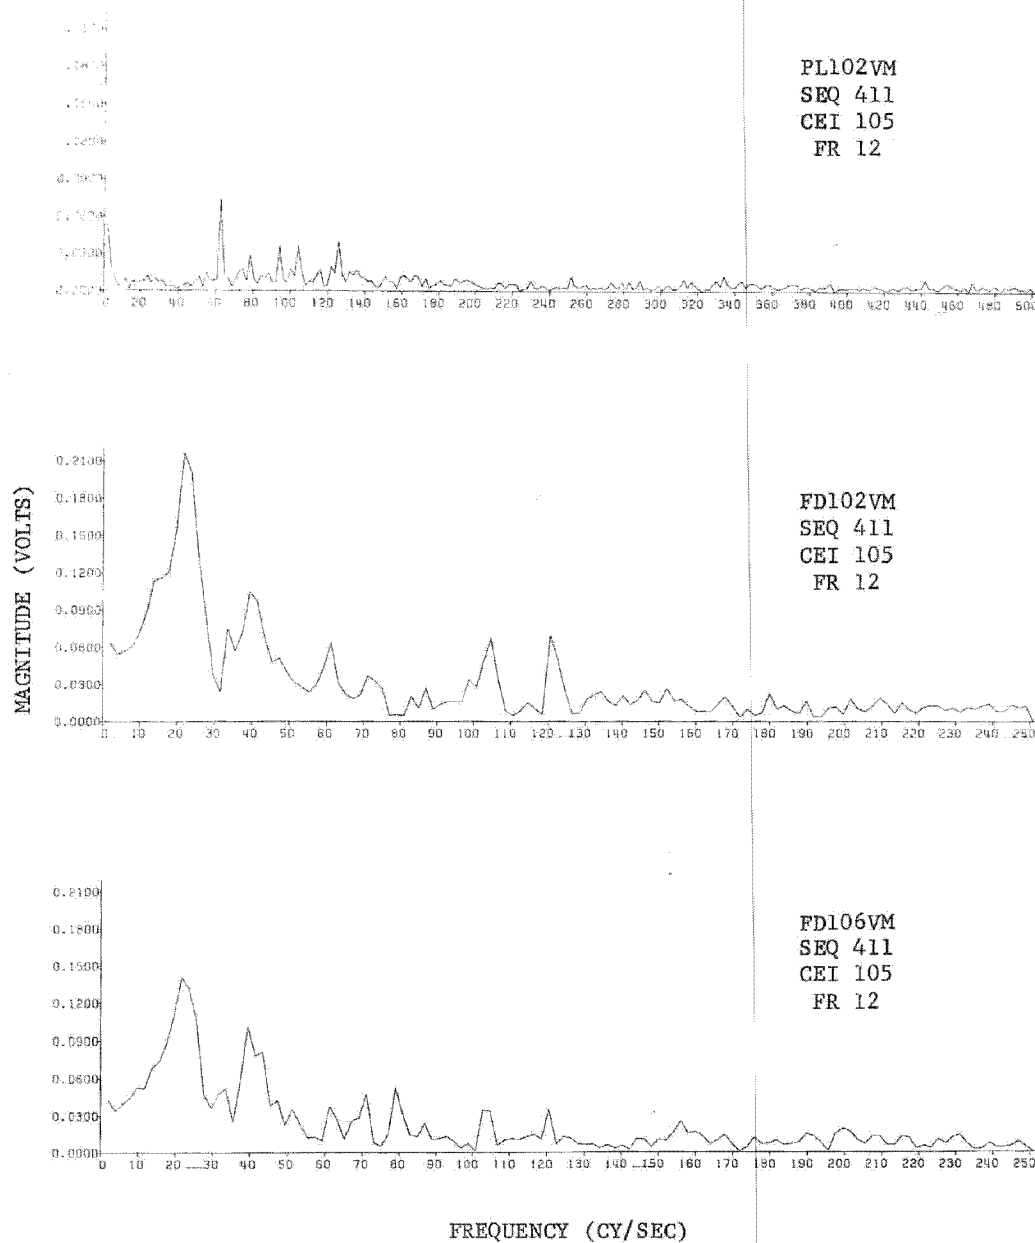 PL102VM
SEQ 411
CEI 105
FR 12
0 20 40 60 80 100 120 140 160 180 200 220 240 260 280 300 320 340 360 380 400 420 440 460 480 500
MAGNITUDE (VOLTS)
0.2100
0.1800
0.1500
0.1200
0.0900
0.0600
0.0300
0.0000
FD102VM
SEQ 411
CEI 105
FR 12
0 10 20 30 40 50 60 70 80 90 100 110 120 130 140 150 160 170 180 190 200 210 220 230 240 250
0.2100
0.1800
0.1500
0.1200
0.0900
0.0600
0.0300
0.0000
FD106VM
SEQ 411
CEI 105
FR 12
0 10 20 30 40 50 60 70 80 90 100 110 120 130 140 150 160 170 180 190 200 210 220 230 240 250
FREQUENCY (CY/SEC)